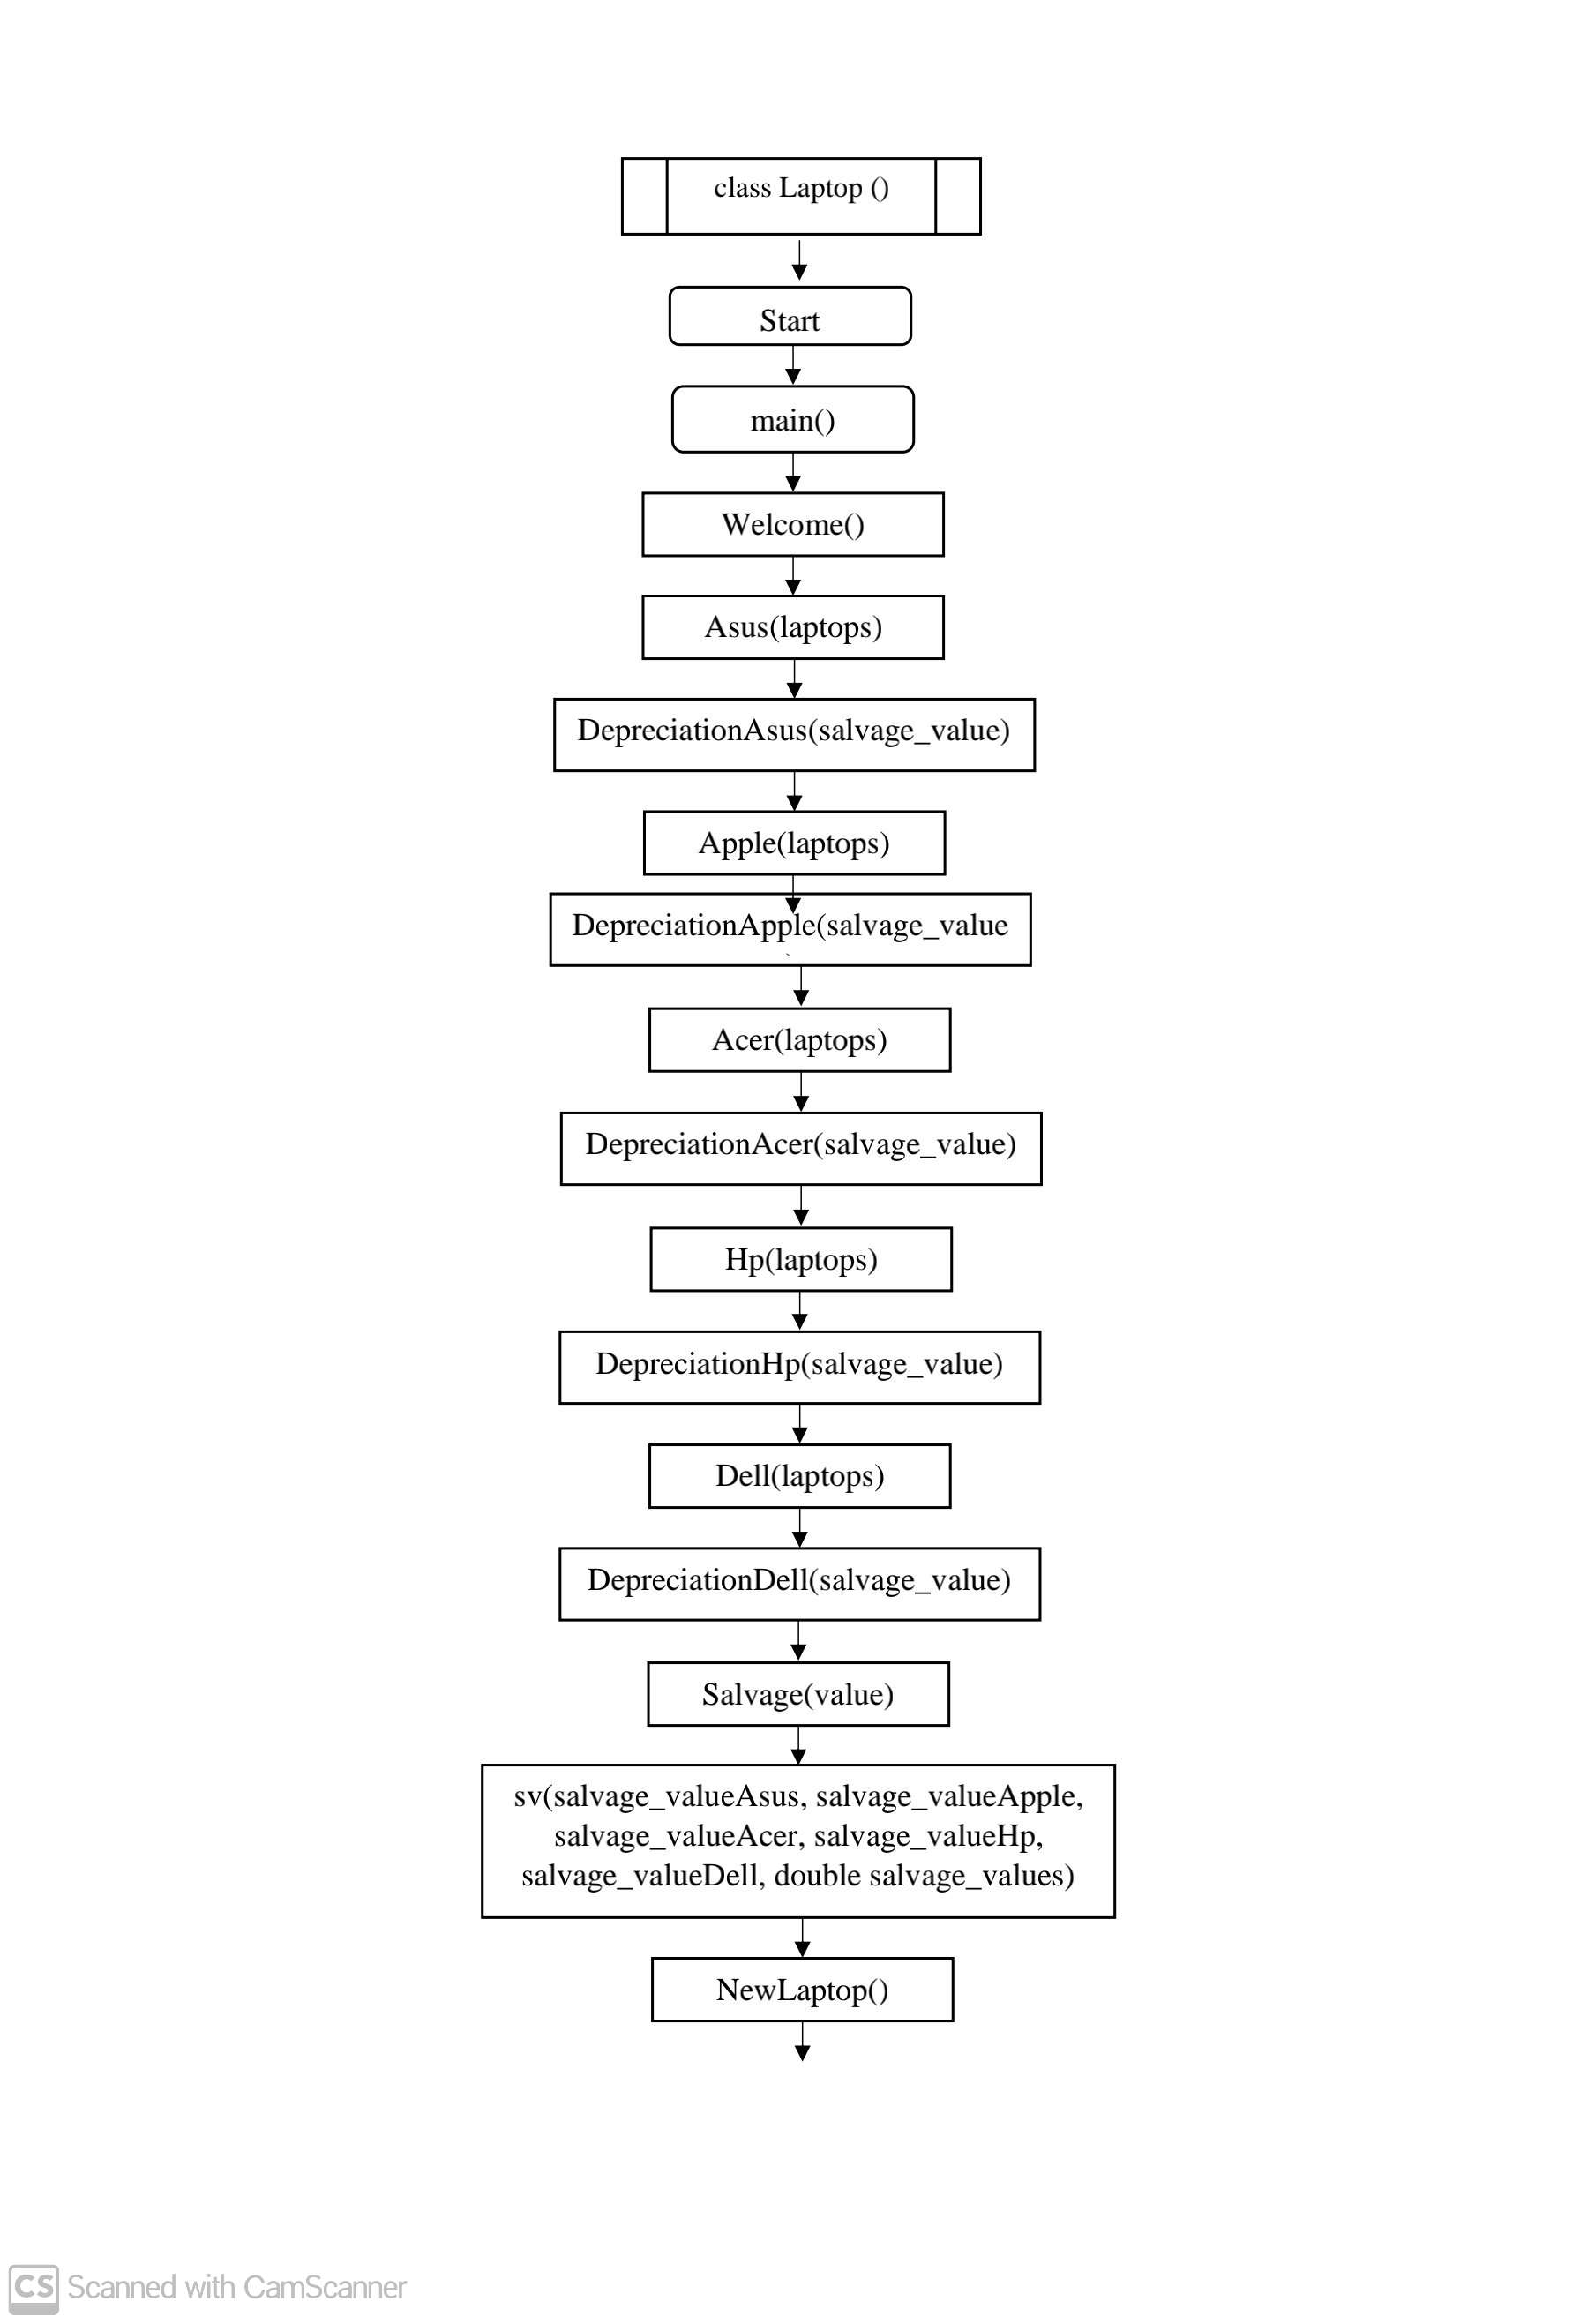 class Laptop ()
Start
main()
Welcome()
Asus(laptops)
DepreciationAsus(salvage_value)
Apple(laptops)
DepreciationApple(salvage_value
Acer(laptops)
DepreciationAcer(salvage_value)
Hp(laptops)
DepreciationHp(salvage_value)
Dell(laptops)
DepreciationDell(salvage_value)
Salvage(value)
sv(salvage_valueAsus, salvage_valueApple,
salvage_valueAcer, salvage_valueHp,
salvage_valueDell, double salvage_values)
NewLaptop()
CS Scanned with CamScanner